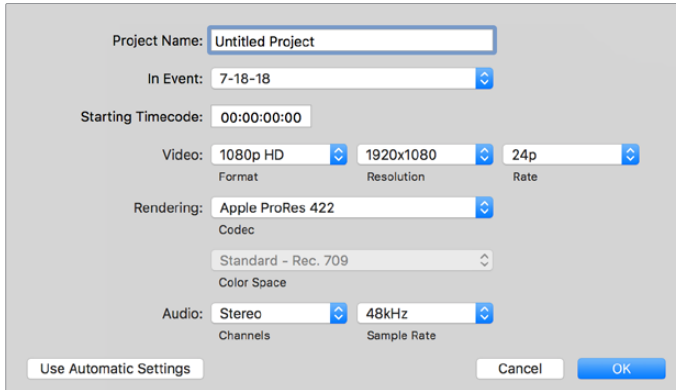 Project Name: Untitled Project
In Event: 7-18-18
Starting Timecode: 00:00:00:00
Video: 1080p HD 1920x1080 24p
Format Resolution Rate
Rendering: Apple ProRes 422
Codec
Standard - Rec. 709
Color Space
Audio: Stereo 48kHz
Channels Sample Rate
Use Automatic Settings Cancel OK